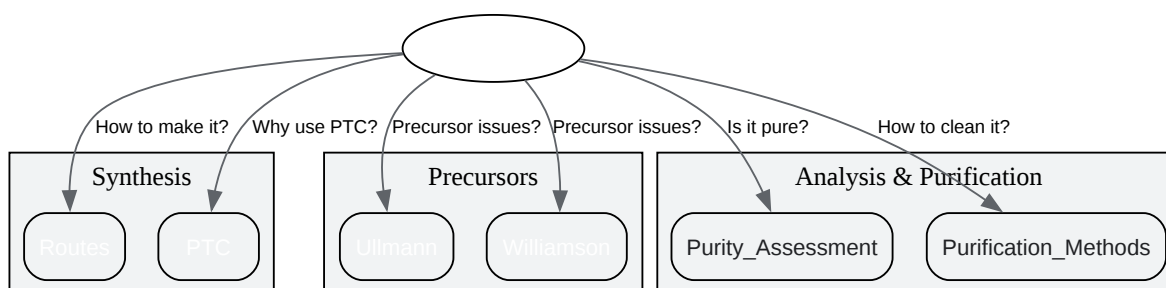 How to make it?
Why use PTC?
Precursor issues?
Precursor issues?
Is it pure?
How to clean it?
Synthesis
Precursors
Analysis & Purification
Routes
PTC
Ullmann
Williamson
Purity_Assessment
Purification_Methods